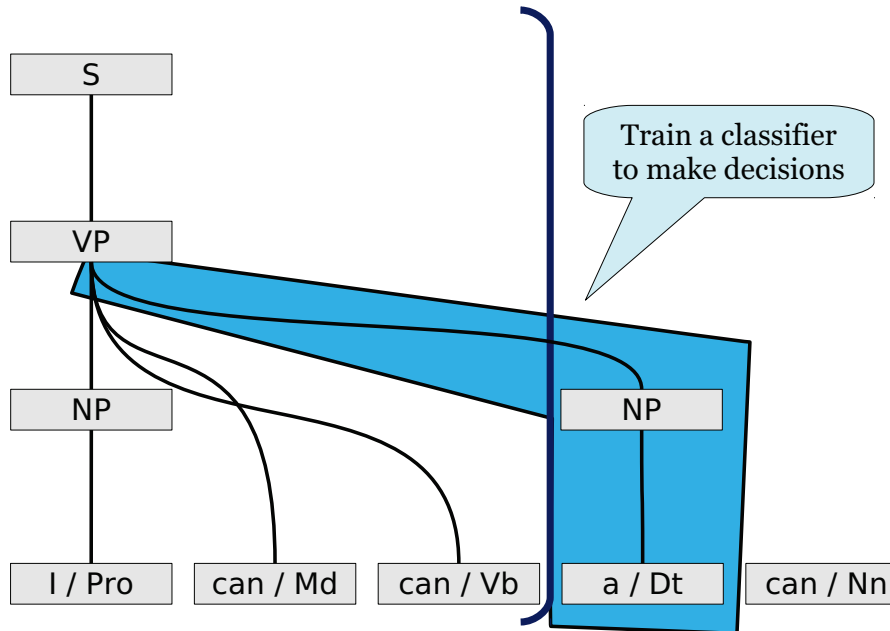 S
Train a classifier
to make decisions
VP
NP NP
I / Pro can / Md can / Vb a / Dt can / Nn